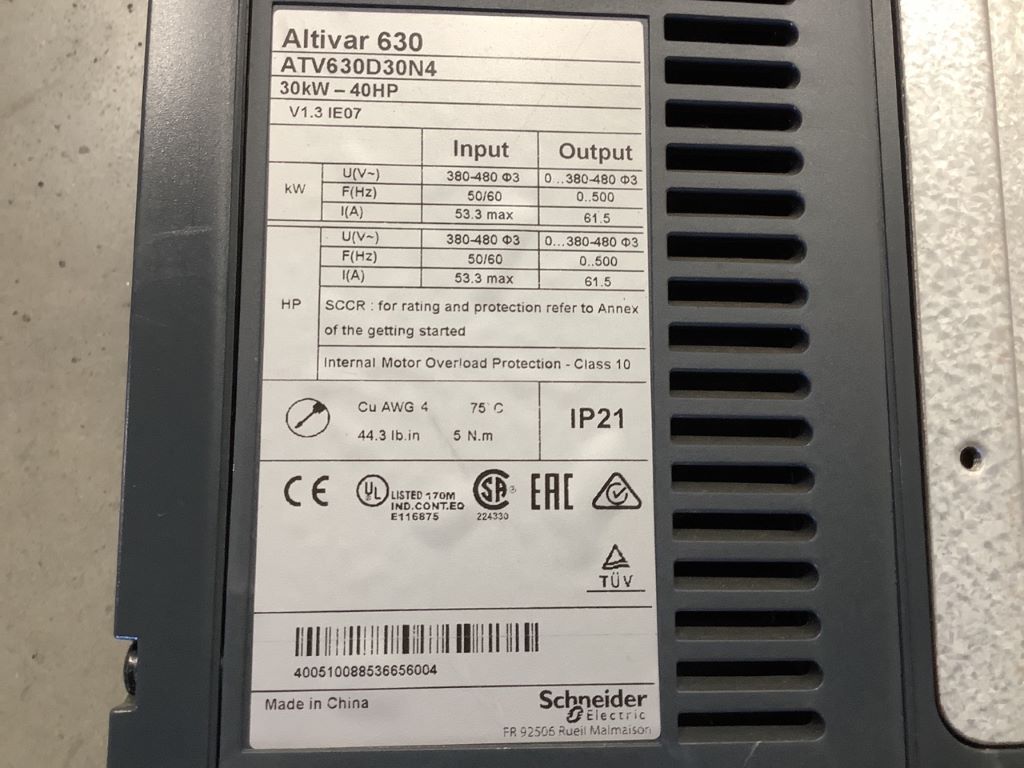 Altivar 630
ATV630D30N4
30kW – 40HP
V1.3 IE07
Input Output
kW U(V~) 380-480 Φ3 0...380-480 Φ3
F(Hz) 50/60 0..500
I(A) 53.3 max 61.5
HP U(V~) 380-480 Φ3 0...380-480 Φ3
F(Hz) 50/60 0..500
I(A) 53.3 max 61.5
SCCR : for rating and protection refer to Annex
of the getting started
Internal Motor Overload Protection - Class 10
Cu AWG 4 75°C
44.3 lb.in 5 N.m
IP21
CE
UL
LISTED 170M
IND.CONT.EQ
E116875
SA
®
224330
EAC
TÜV
400510088536656004
Made in China
Schneider
Electric
FR 92506 Rueil Malmaison